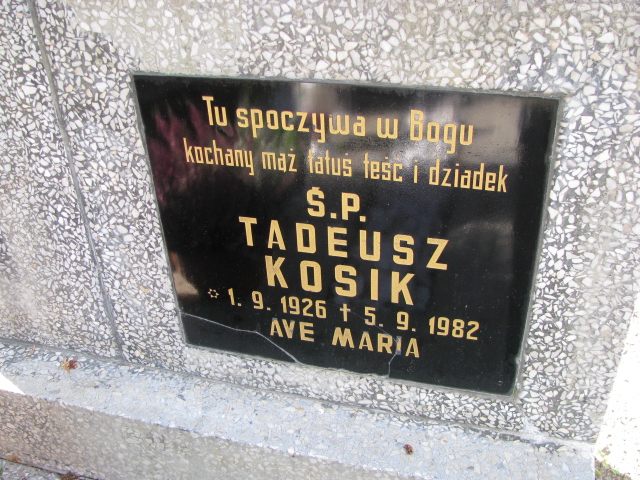 Tu spoczywa w Bogu
kochany mąż tatuś teść i dziadek
Ś.P.
TADEUSZ
KOSIK
☆ 1. 9. 1926 † 5. 9. 1982
AVE MARIA